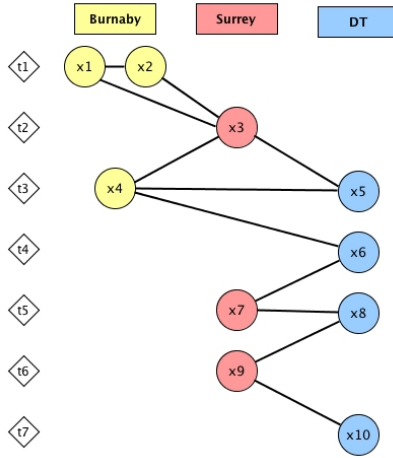 Burnaby Surrey DT
t1 x1 x2
t2 x3
t3 x4 x5
t4 x6
t5 x7 x8
t6 x9
t7 x10